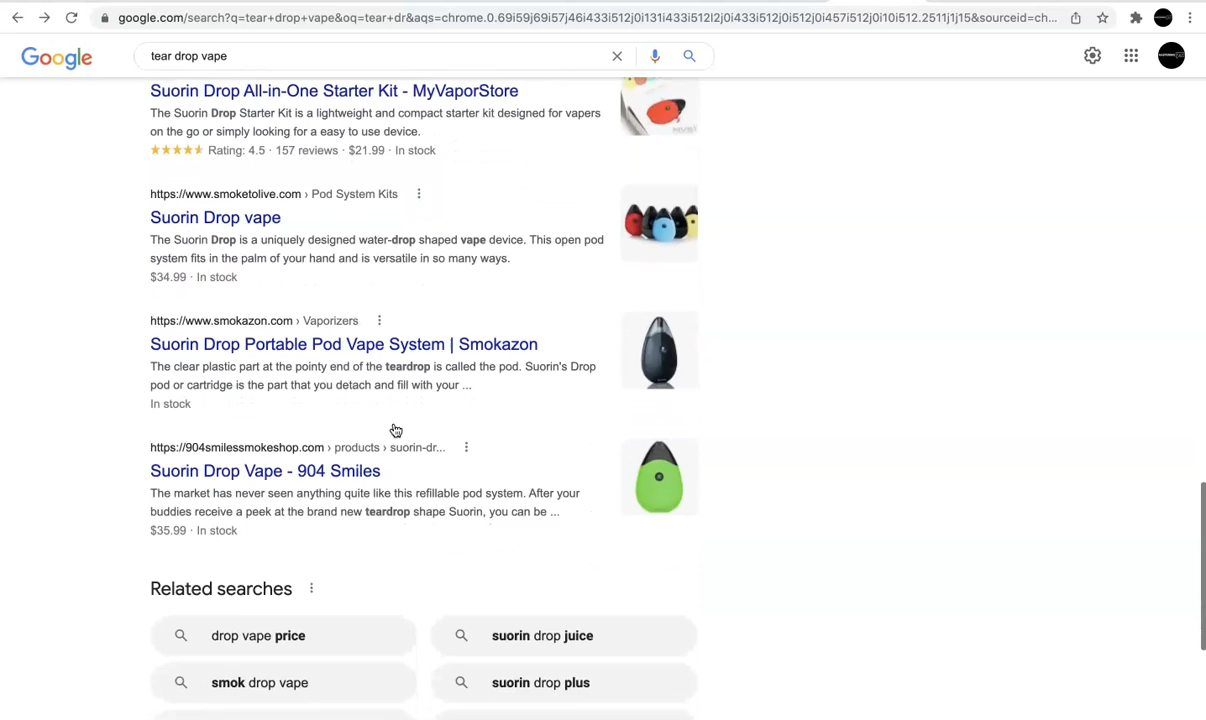 google.com/search?q=tear+drop+vape&oq=tear+dr&aqs=chrome.0.69i59j69i57j46i433i512j0i131i433i512l2j0i433i512j0i512j0i457i512j0i10i512.2511j1j15&sourceid=ch...
Google
tear drop vape
Suorin Drop All-in-One Starter Kit - MyVaporStore
The Suorin Drop Starter Kit is a lightweight and compact starter kit designed for vapers
on the go or simply looking for a easy to use device.
Rating: 4.5 · 157 reviews · $21.99 · In stock
https://www.smoketolive.com › Pod System Kits
Suorin Drop vape
The Suorin Drop is a uniquely designed water-drop shaped vape device. This open pod
system fits in the palm of your hand and is versatile in so many ways.
$34.99 · In stock
https://www.smokazon.com › Vaporizers
Suorin Drop Portable Pod Vape System | Smokazon
The clear plastic part at the pointy end of the teardrop is called the pod. Suorin's Drop
pod or cartridge is the part that you detach and fill with your ...
In stock
https://904smilessmokeshop.com › products › suorin-dr...
Suorin Drop Vape - 904 Smiles
The market has never seen anything quite like this refillable pod system. After your
buddies receive a peek at the brand new teardrop shape Suorin, you can be ...
$35.99 · In stock
Related searches
drop vape price
suorin drop juice
smok drop vape
suorin drop plus